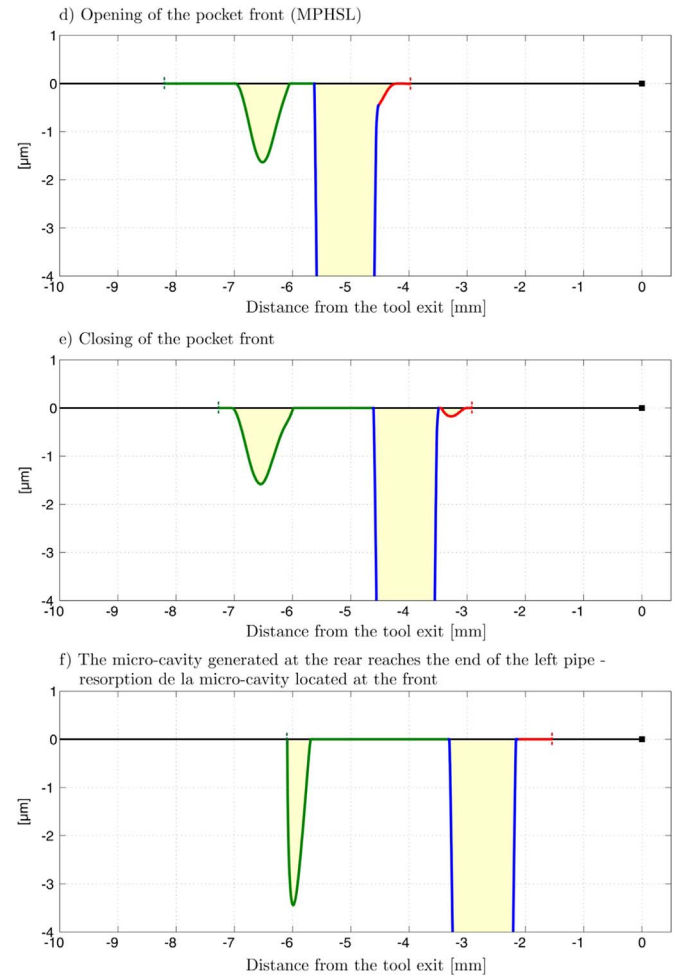 d) Opening of the pocket front (MPHSL)
1
0
-1
-2
-3
-4
[µm]
-10 -9 -8 -7 -6 -5 -4 -3 -2 -1 0
Distance from the tool exit [mm]
e) Closing of the pocket front
1
0
-1
-2
-3
-4
[µm]
-10 -9 -8 -7 -6 -5 -4 -3 -2 -1 0
Distance from the tool exit [mm]
f) The micro-cavity generated at the rear reaches the end of the left pipe -
resorption de la micro-cavity located at the front
1
0
-1
-2
-3
-4
[µm]
-10 -9 -8 -7 -6 -5 -4 -3 -2 -1 0
Distance from the tool exit [mm]